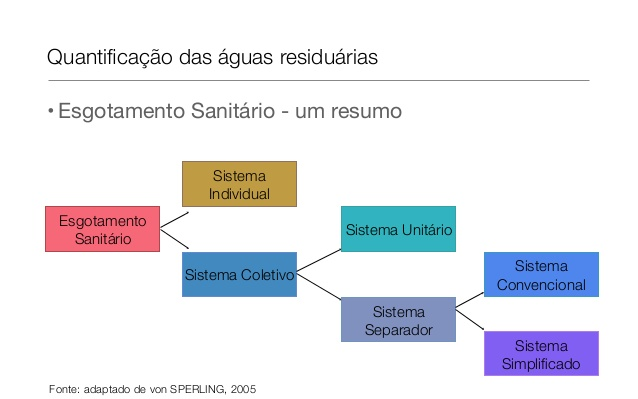 Quantificação das águas residuárias
• Esgotamento Sanitário - um resumo
Sistema
Individual
Esgotamento
Sanitário
Sistema Coletivo
Sistema Unitário
Sistema
Separador
Sistema
Convencional
Sistema
Simplificado
Fonte: adaptado de von SPERLING, 2005